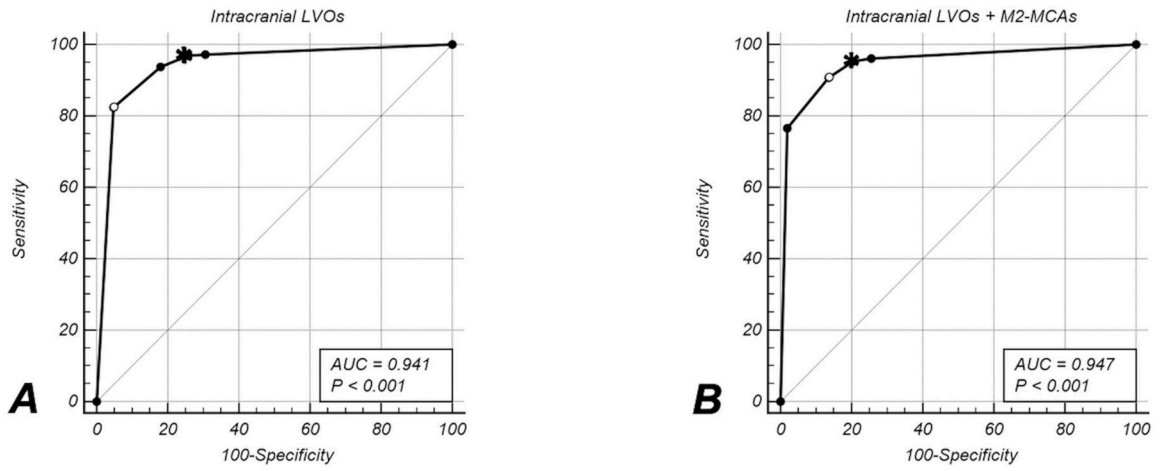 Intracranial LVOs
100
80
60
40
20
0
Sensitivity
0 20 40 60 80 100
100-Specificity
AUC = 0.941
P < 0.001
A
Intracranial LVOs + M2-MCAs
100
80
60
40
20
0
Sensitivity
0 20 40 60 80 100
100-Specificity
AUC = 0.947
P < 0.001
B